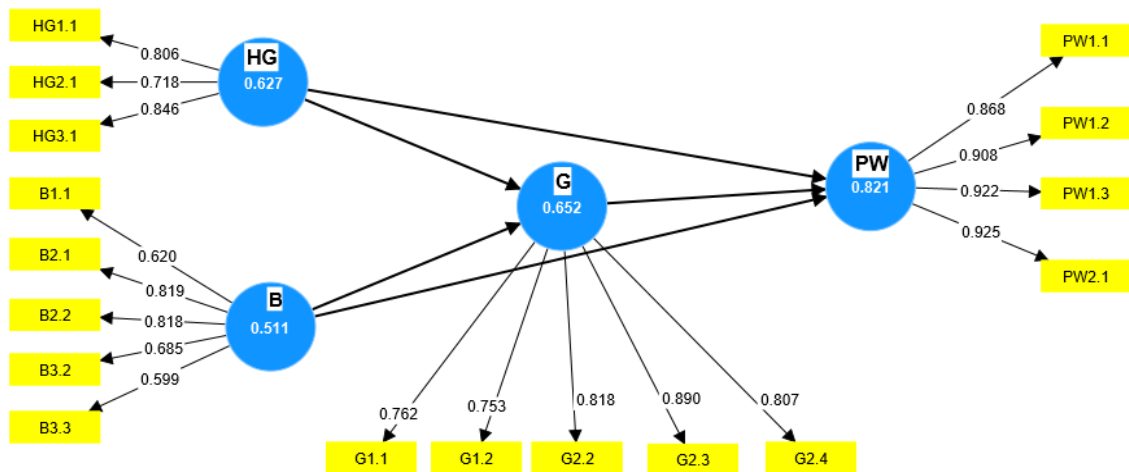 HG1.1
HG2.1
HG3.1
0.806
0.718
0.846
HG
0.627
B1.1
B2.1
B2.2
B3.2
B3.3
0.620
0.819
0.818
0.685
0.599
B
0.511
G
0.652
0.762
0.753
0.818
0.890
0.807
G1.1
G1.2
G2.2
G2.3
G2.4
PW
0.821
0.868
0.908
0.922
0.925
PW1.1
PW1.2
PW1.3
PW2.1